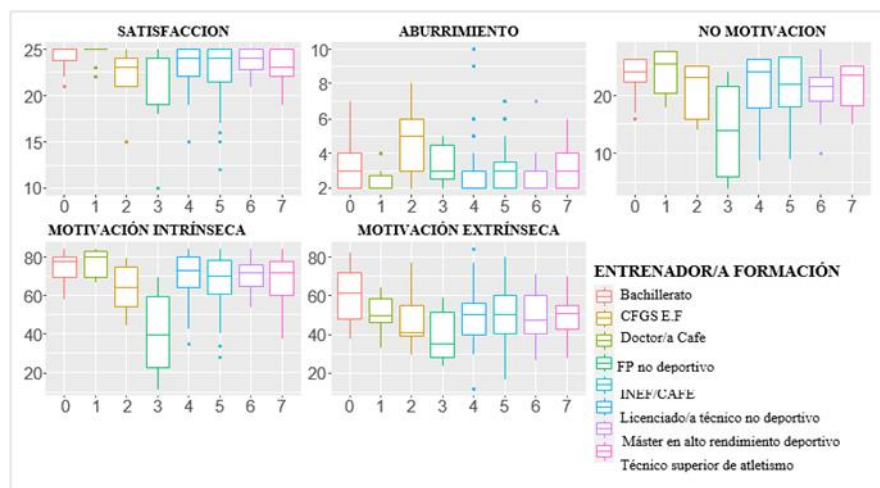 SATISFACCION
ABURRIMIENTO
NO MOTIVACION
25
20
15
10
0 1 2 3 4 5 6 7
10
8
6
4
2
0 1 2 3 4 5 6 7
20
10
0 1 2 3 4 5 6 7
MOTIVACIÓN INTRÍNSECA
MOTIVACIÓN EXTRÍNSECA
80
60
40
20
0 1 2 3 4 5 6 7
80
60
40
20
0 1 2 3 4 5 6 7
ENTRENADOR/A FORMACIÓN
Bachillerato
CFGS E.F
Doctor/a Cafe
FP no deportivo
INEF/CAFE
Licenciado/a técnico no deportivo
Máster en alto rendimiento deportivo
Técnico superior de atletismo